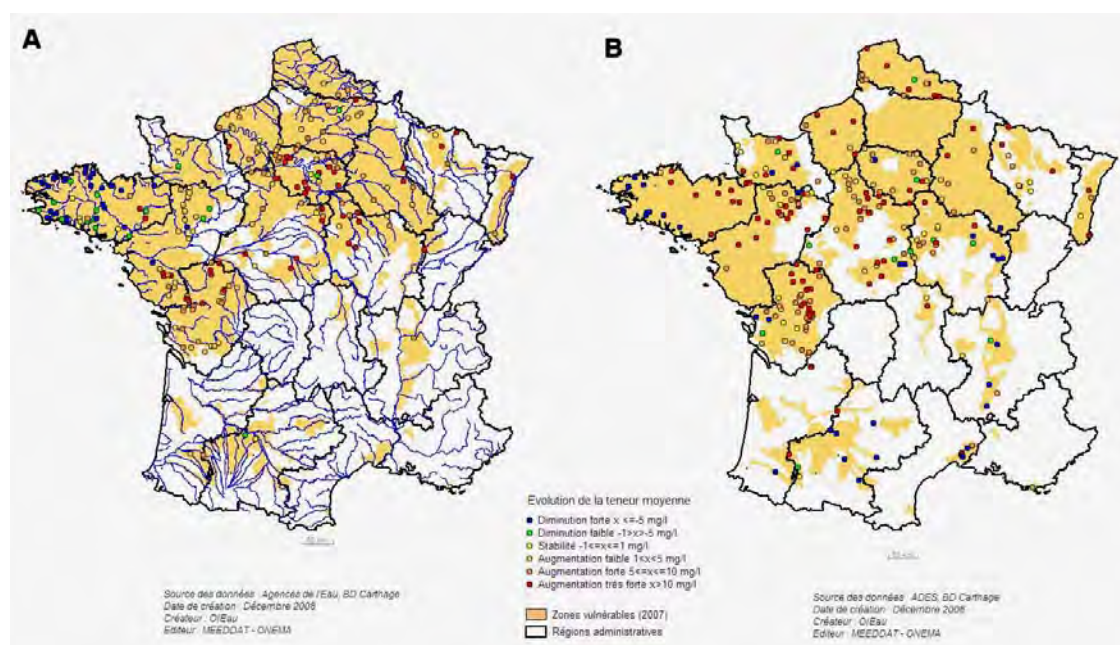 A
B
Evolution de la teneur moyenne
Diminution forte x <=-5 mg/l
Diminution faible -1>x>-5 mg/l
Stabilité -1<=x<=1 mg/l
Augmentation faible 1<x<5 mg/l
Augmentation forte 5<=x<=10 mg/l
Augmentation très forte x>10 mg/l
Zones vulnérables (2007)
Régions administratives
Source des données : Agences de l'Eau, BD Carthage
Date de création : Décembre 2008
Créateur : OIEau
Editeur : MEEDDAT - ONEMA
Source des données : ADES, BD Carthage
Date de création : Décembre 2008
Créateur : OIEau
Editeur : MEEDDAT - ONEMA